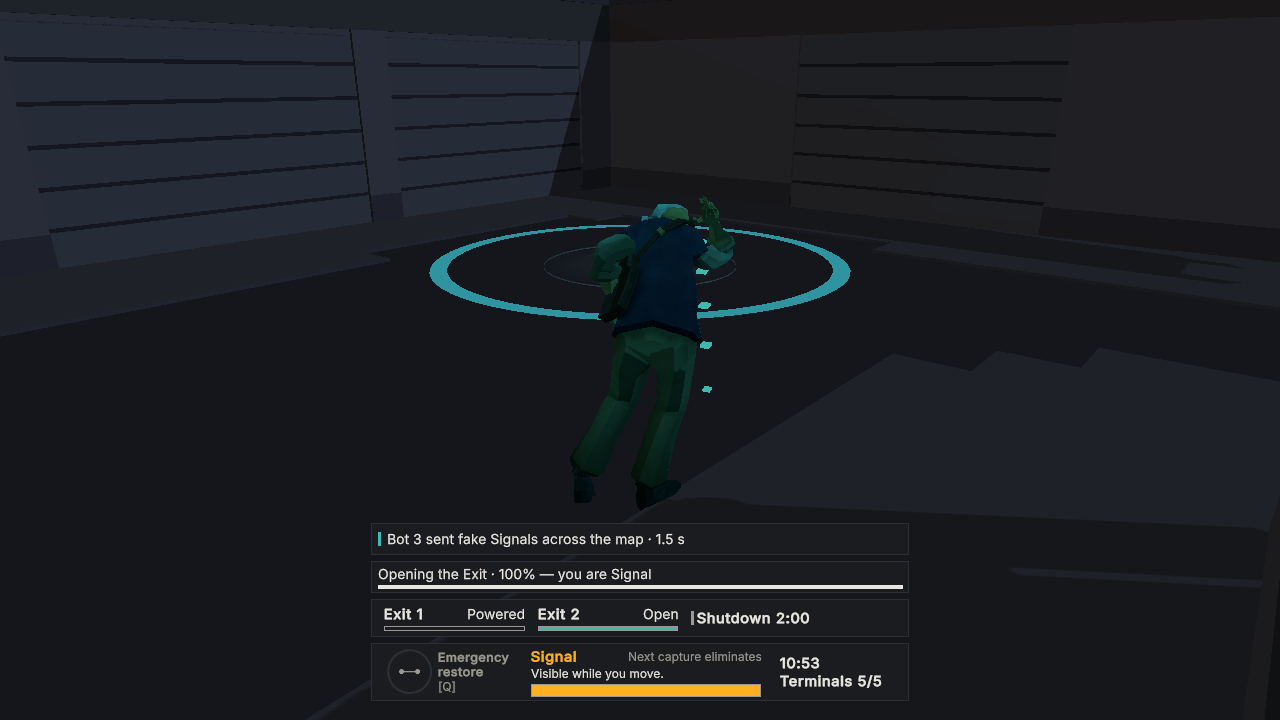 Bot 3 sent fake Signals across the map · 1.5 s
Opening the Exit · 100% — you are Signal
Exit 1 Powered Exit 2 Open Shutdown 2:00
Emergency restore [Q]
Signal Next capture eliminates
Visible while you move.
10:53
Terminals 5/5